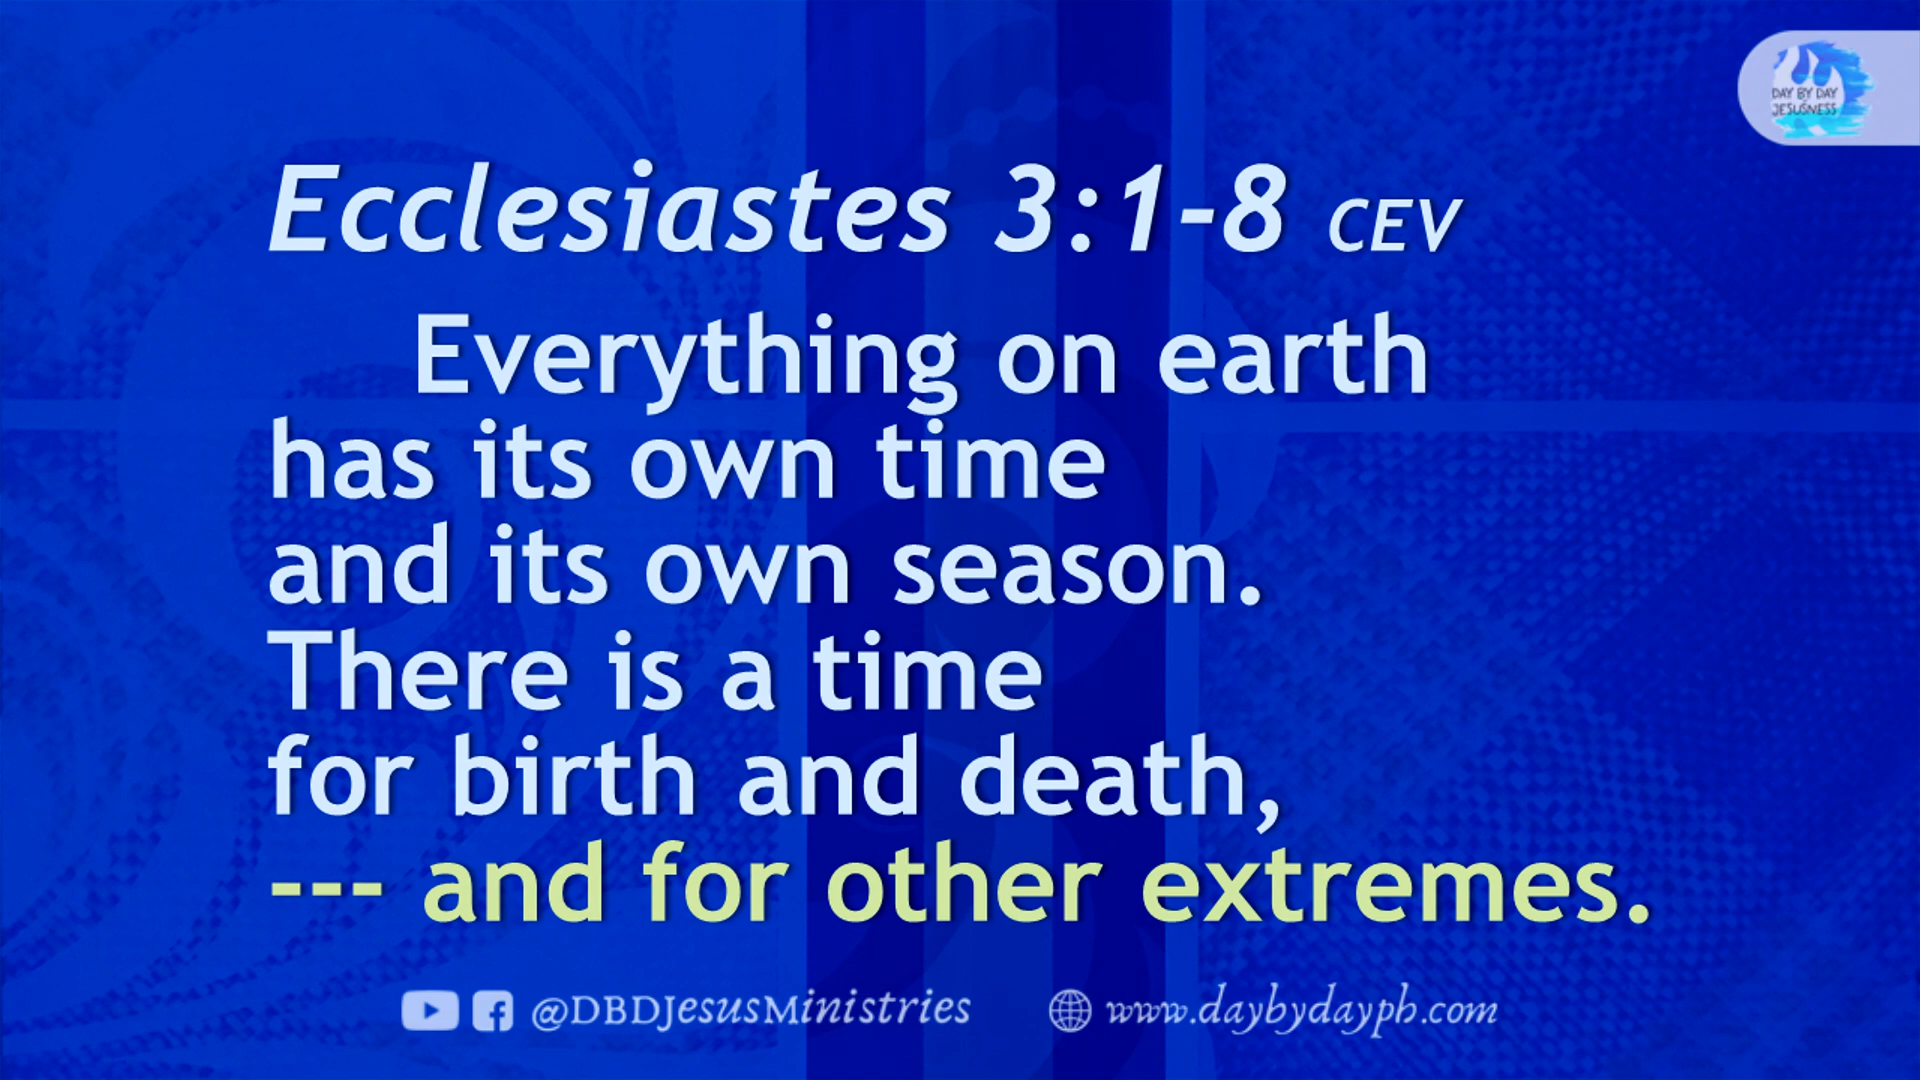 DAY BY DAY
JESUSNESS
Ecclesiastes 3:1-8 CEV
Everything on earth
has its own time
and its own season.
There is a time
for birth and death,
--- and for other extremes.
@DBDJesusMinistries www.daybydayph.com